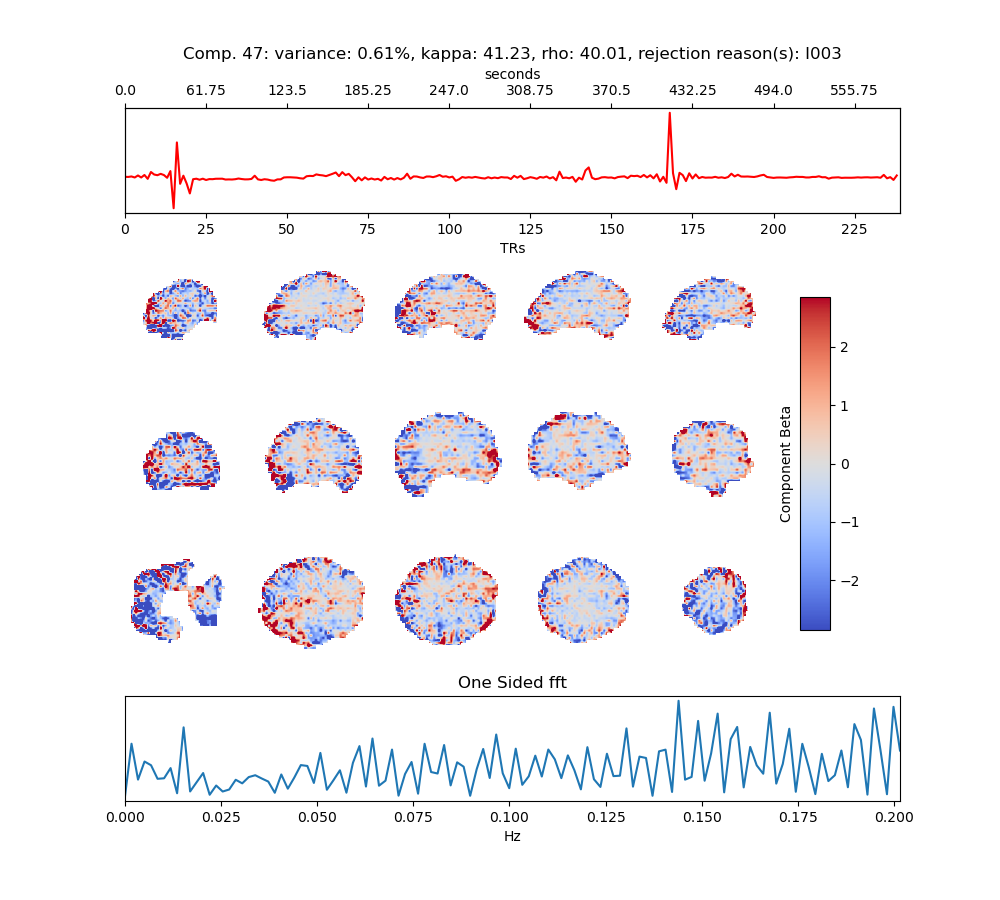 Comp. 47: variance: 0.61%, kappa: 41.23, rho: 40.01, rejection reason(s): I003
seconds
0.0 61.75 123.5 185.25 247.0 308.75 370.5 432.25 494.0 555.75
0 25 50 75 100 125 150 175 200 225
TRs
2
1
0
−1
−2
Component Beta
One Sided fft
0.000 0.025 0.050 0.075 0.100 0.125 0.150 0.175 0.200
Hz